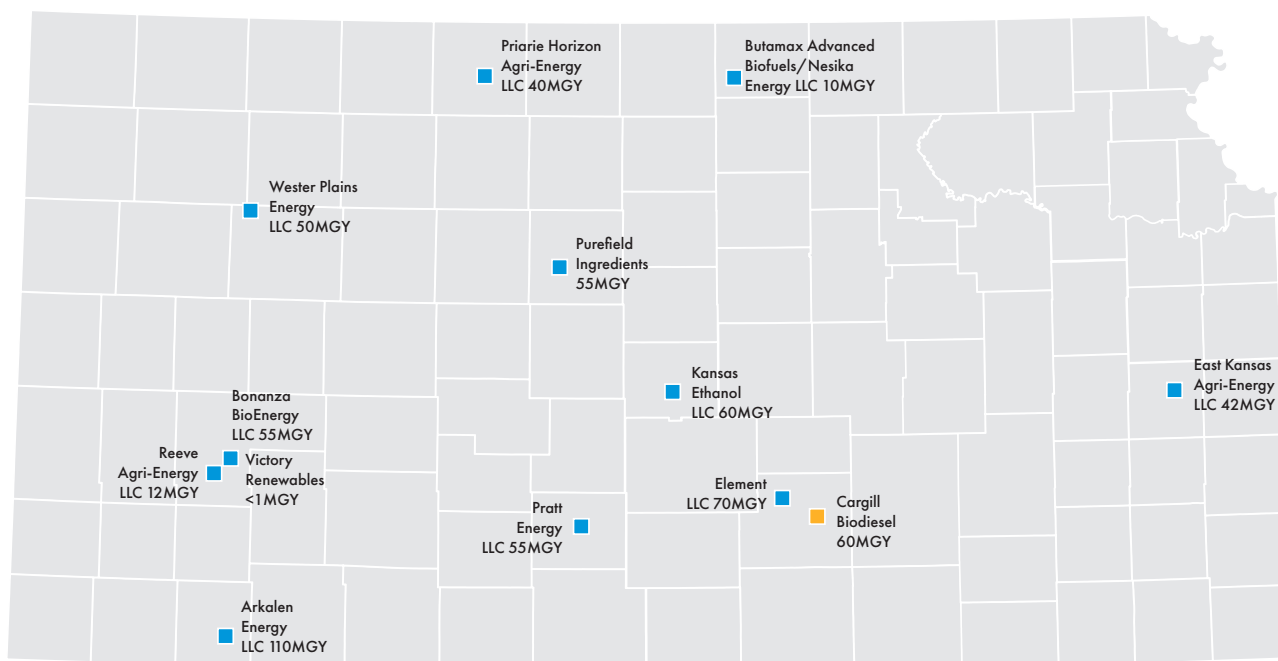 Priarie Horizon
Agri-Energy
LLC 40MGY
Butamax Advanced
Biofuels/Nesika
Energy LLC 10MGY
Wester Plains
Energy
LLC 50MGY
Purefield
Ingredients
55MGY
Kansas
Ethanol
LLC 60MGY
East Kansas
Agri-Energy
LLC 42MGY
Bonanza
BioEnergy
LLC 55MGY
Reeve
Agri-Energy
LLC 12MGY
Victory
Renewables
<1MGY
Element
LLC 70MGY
Cargill
Biodiesel
60MGY
Pratt
Energy
LLC 55MGY
Arkalen
Energy
LLC 110MGY